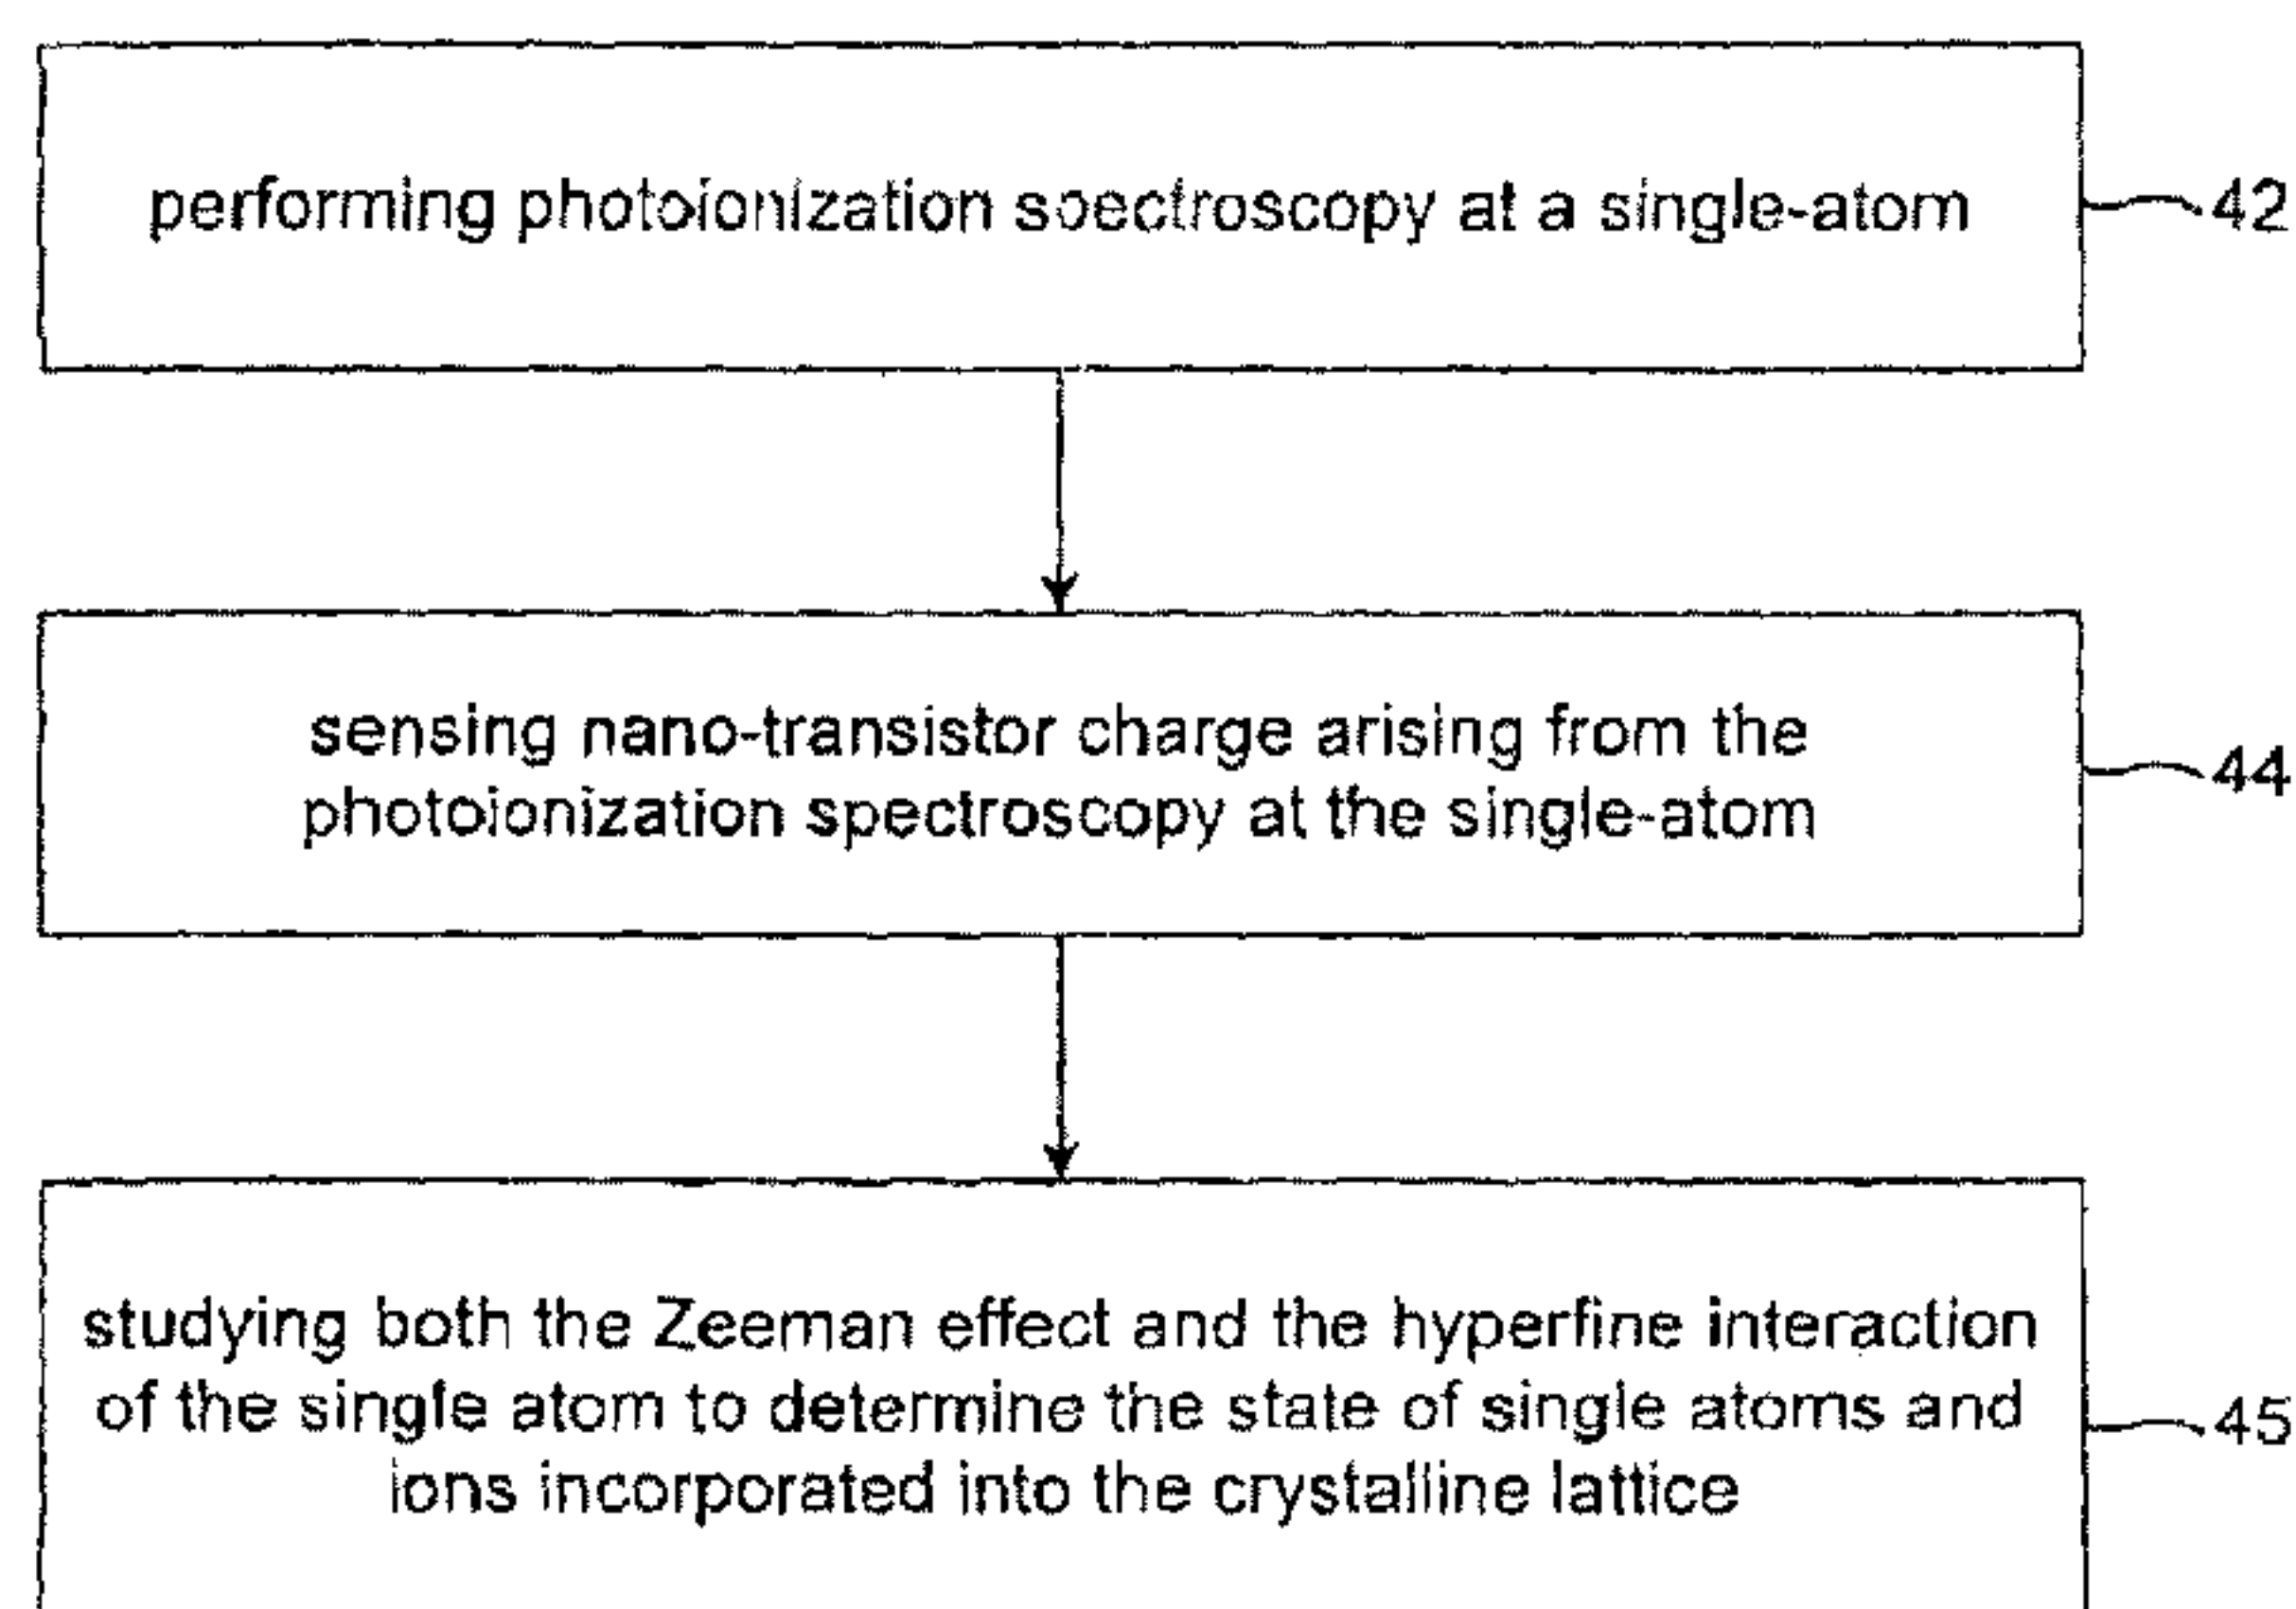 performing photoionization spectroscopy at a single-atom
42
sensing nano-transistor charge arising from the
photoionization spectroscopy at the single-atom
44
studying both the Zeeman effect and the hyperfine interaction
of the single atom to determine the state of single atoms and
ions incorporated into the crystalline lattice
45